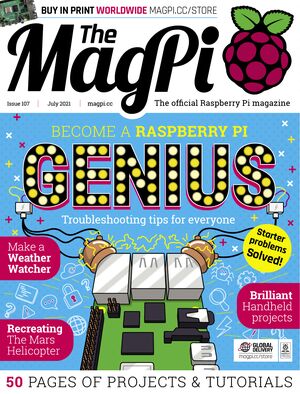 BUY IN PRINT WORLDWIDE MAGPI.CC/STORE
The
MagPi
Issue 107 | July 2021 | magpi.cc
The official Raspberry Pi magazine
BECOME A RASPBERRY PI
GENIUS
Troubleshooting tips for everyone
Starter
problems
Solved!
Make a
Weather
Watcher
Brilliant
Handheld
projects
Recreating
The Mars
Helicopter
GLOBAL
DELIVERY
magpi.cc/store
50 PAGES OF PROJECTS & TUTORIALS